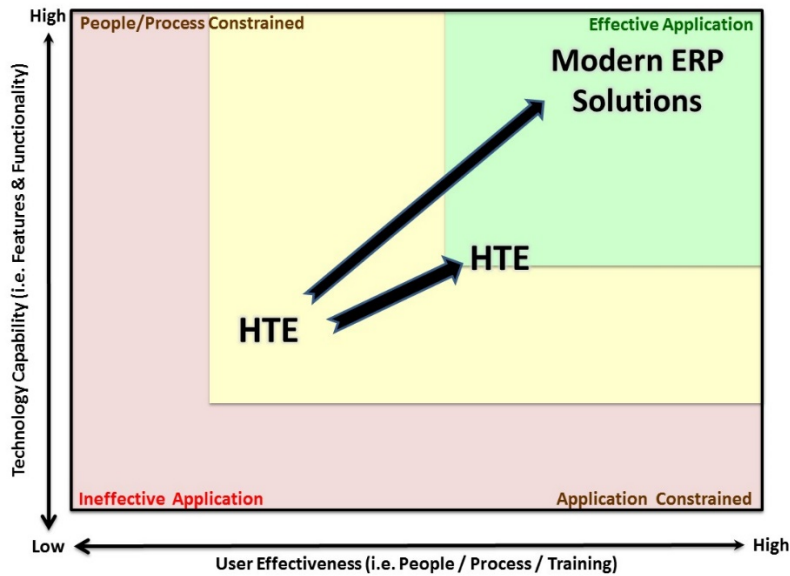 High
People/Process Constrained
Effective Application
Modern ERP
Solutions
Technology Capability (i.e. Features & Functionality)
HTE
HTE
Ineffective Application
Application Constrained
Low
High
User Effectiveness (i.e. People / Process / Training)